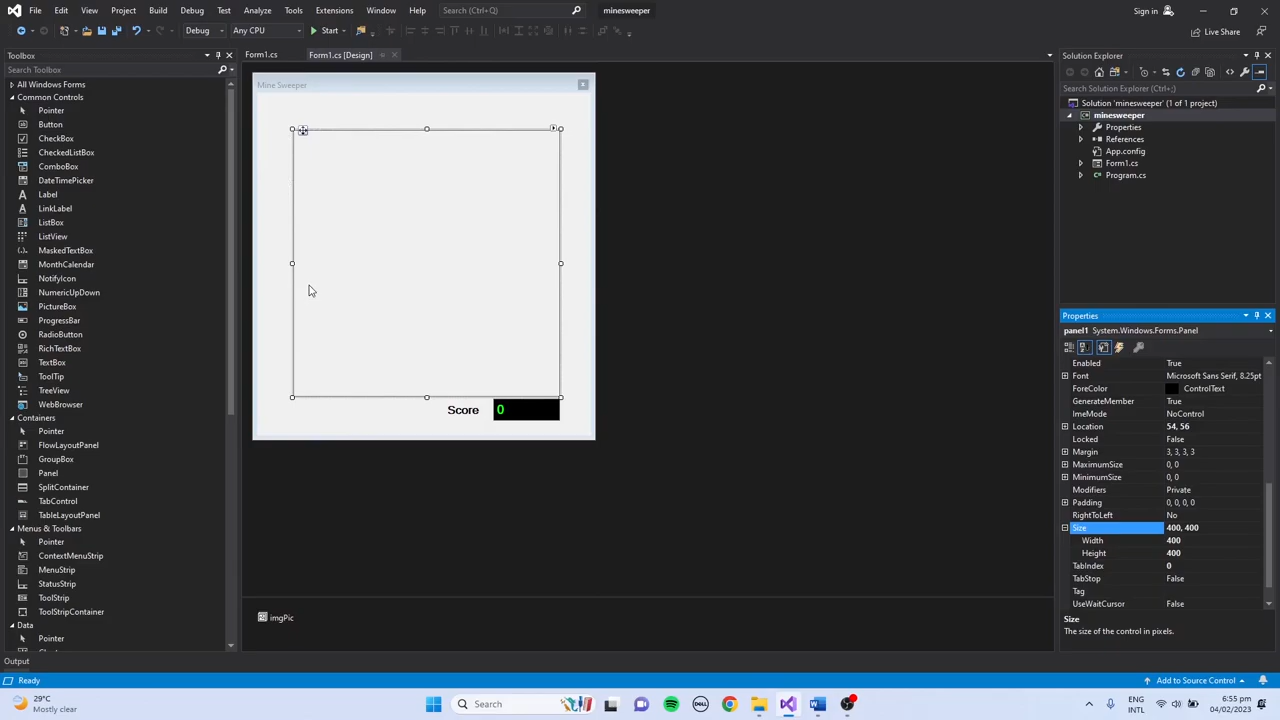 File Edit View Project Build Debug Test Analyze Tools Extensions Window Help Search (Ctrl+;) minesweeper Sign in
Debug Any CPU Start Live Share
Toolbox
Search Toolbox
All Windows Forms
Common Controls
Pointer
Button
CheckBox
CheckedListBox
ComboBox
DateTimePicker
Label
LinkLabel
ListBox
ListView
MaskedTextBox
MonthCalendar
NotifyIcon
NumericUpDown
PictureBox
ProgressBar
RadioButton
RichTextBox
TextBox
ToolTip
TreeView
WebBrowser
Containers
Pointer
FlowLayoutPanel
GroupBox
Panel
SplitContainer
TabControl
TableLayoutPanel
Menus & Toolbars
Pointer
ContextMenuStrip
MenuStrip
StatusStrip
ToolStrip
ToolStripContainer
Data
Pointer
Output
Form1.cs Form1.cs [Design]
Mine Sweeper
Score 0
imgPic
Solution Explorer
Search Solution Explorer (Ctrl+;)
Solution 'minesweeper' (1 of 1 project)
minesweeper
Properties
References
App.config
Form1.cs
Program.cs
Properties
panel1 System.Windows.Forms.Panel
Enabled True
Font Microsoft Sans Serif, 8.25pt
ForeColor ControlText
GenerateMember True
ImeMode NoControl
Location 54, 56
Locked False
Margin 3, 3, 3, 3
MaximumSize 0, 0
MinimumSize 0, 0
Modifiers Private
Padding 0, 0, 0, 0
RightToLeft No
Size 400, 400
Width 400
Height 400
TabIndex 0
TabStop False
Tag
UseWaitCursor False
Size
The size of the control in pixels.
Ready Add to Source Control
29°C
Mostly clear
Search
DELL
ENG
INTL
6:55 pm
04/02/2023